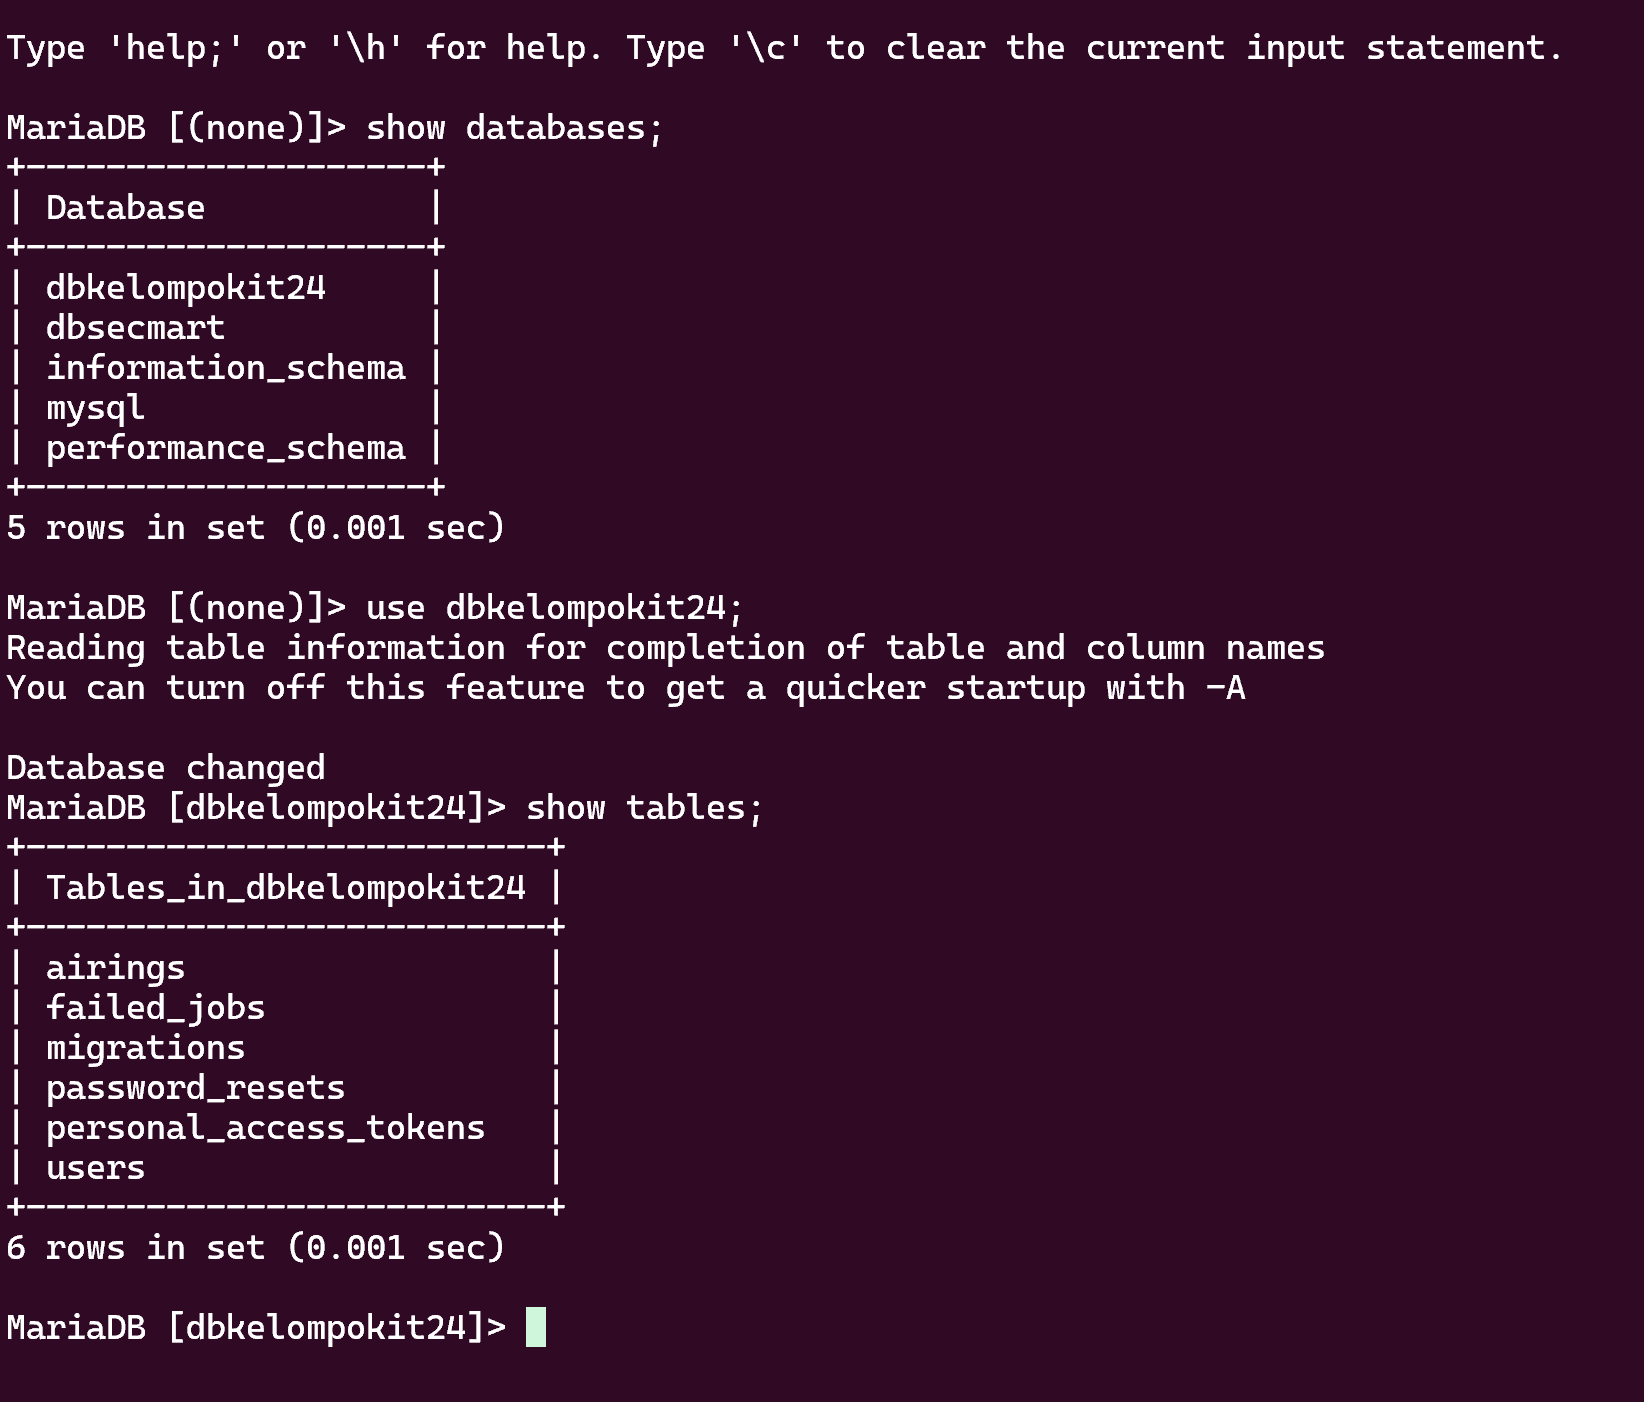 Type 'help;' or '\h' for help. Type '\c' to clear the current input statement.
MariaDB [(none)]> show databases;
+--------------------+
| Database           |
+--------------------+
| dbkelompokit24     |
| dbsecmart          |
| information_schema |
| mysql              |
| performance_schema |
+--------------------+
5 rows in set (0.001 sec)
MariaDB [(none)]> use dbkelompokit24;
Reading table information for completion of table and column names
You can turn off this feature to get a quicker startup with -A
Database changed
MariaDB [dbkelompokit24]> show tables;
+--------------------------+
| Tables_in_dbkelompokit24 |
+--------------------------+
| airings                  |
| failed_jobs              |
| migrations               |
| password_resets          |
| personal_access_tokens   |
| users                    |
+--------------------------+
6 rows in set (0.001 sec)
MariaDB [dbkelompokit24]>